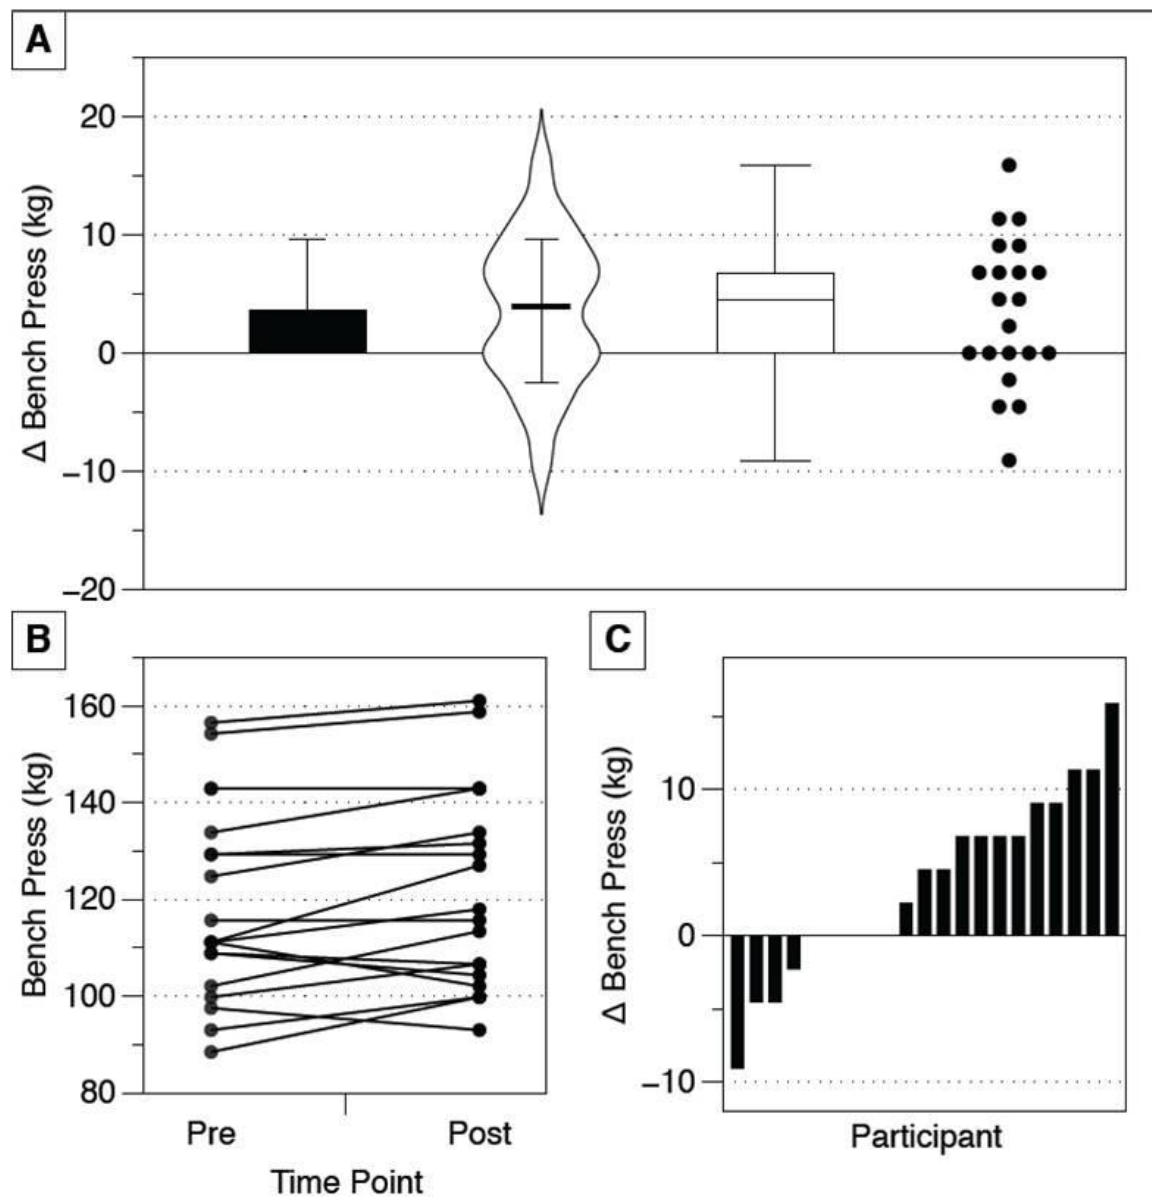 A
Δ Bench Press (kg)
20
10
0
−10
−20
B
Bench Press (kg)
160
140
120
100
80
Pre
Post
Time Point
C
Δ Bench Press (kg)
10
0
−10
Participant